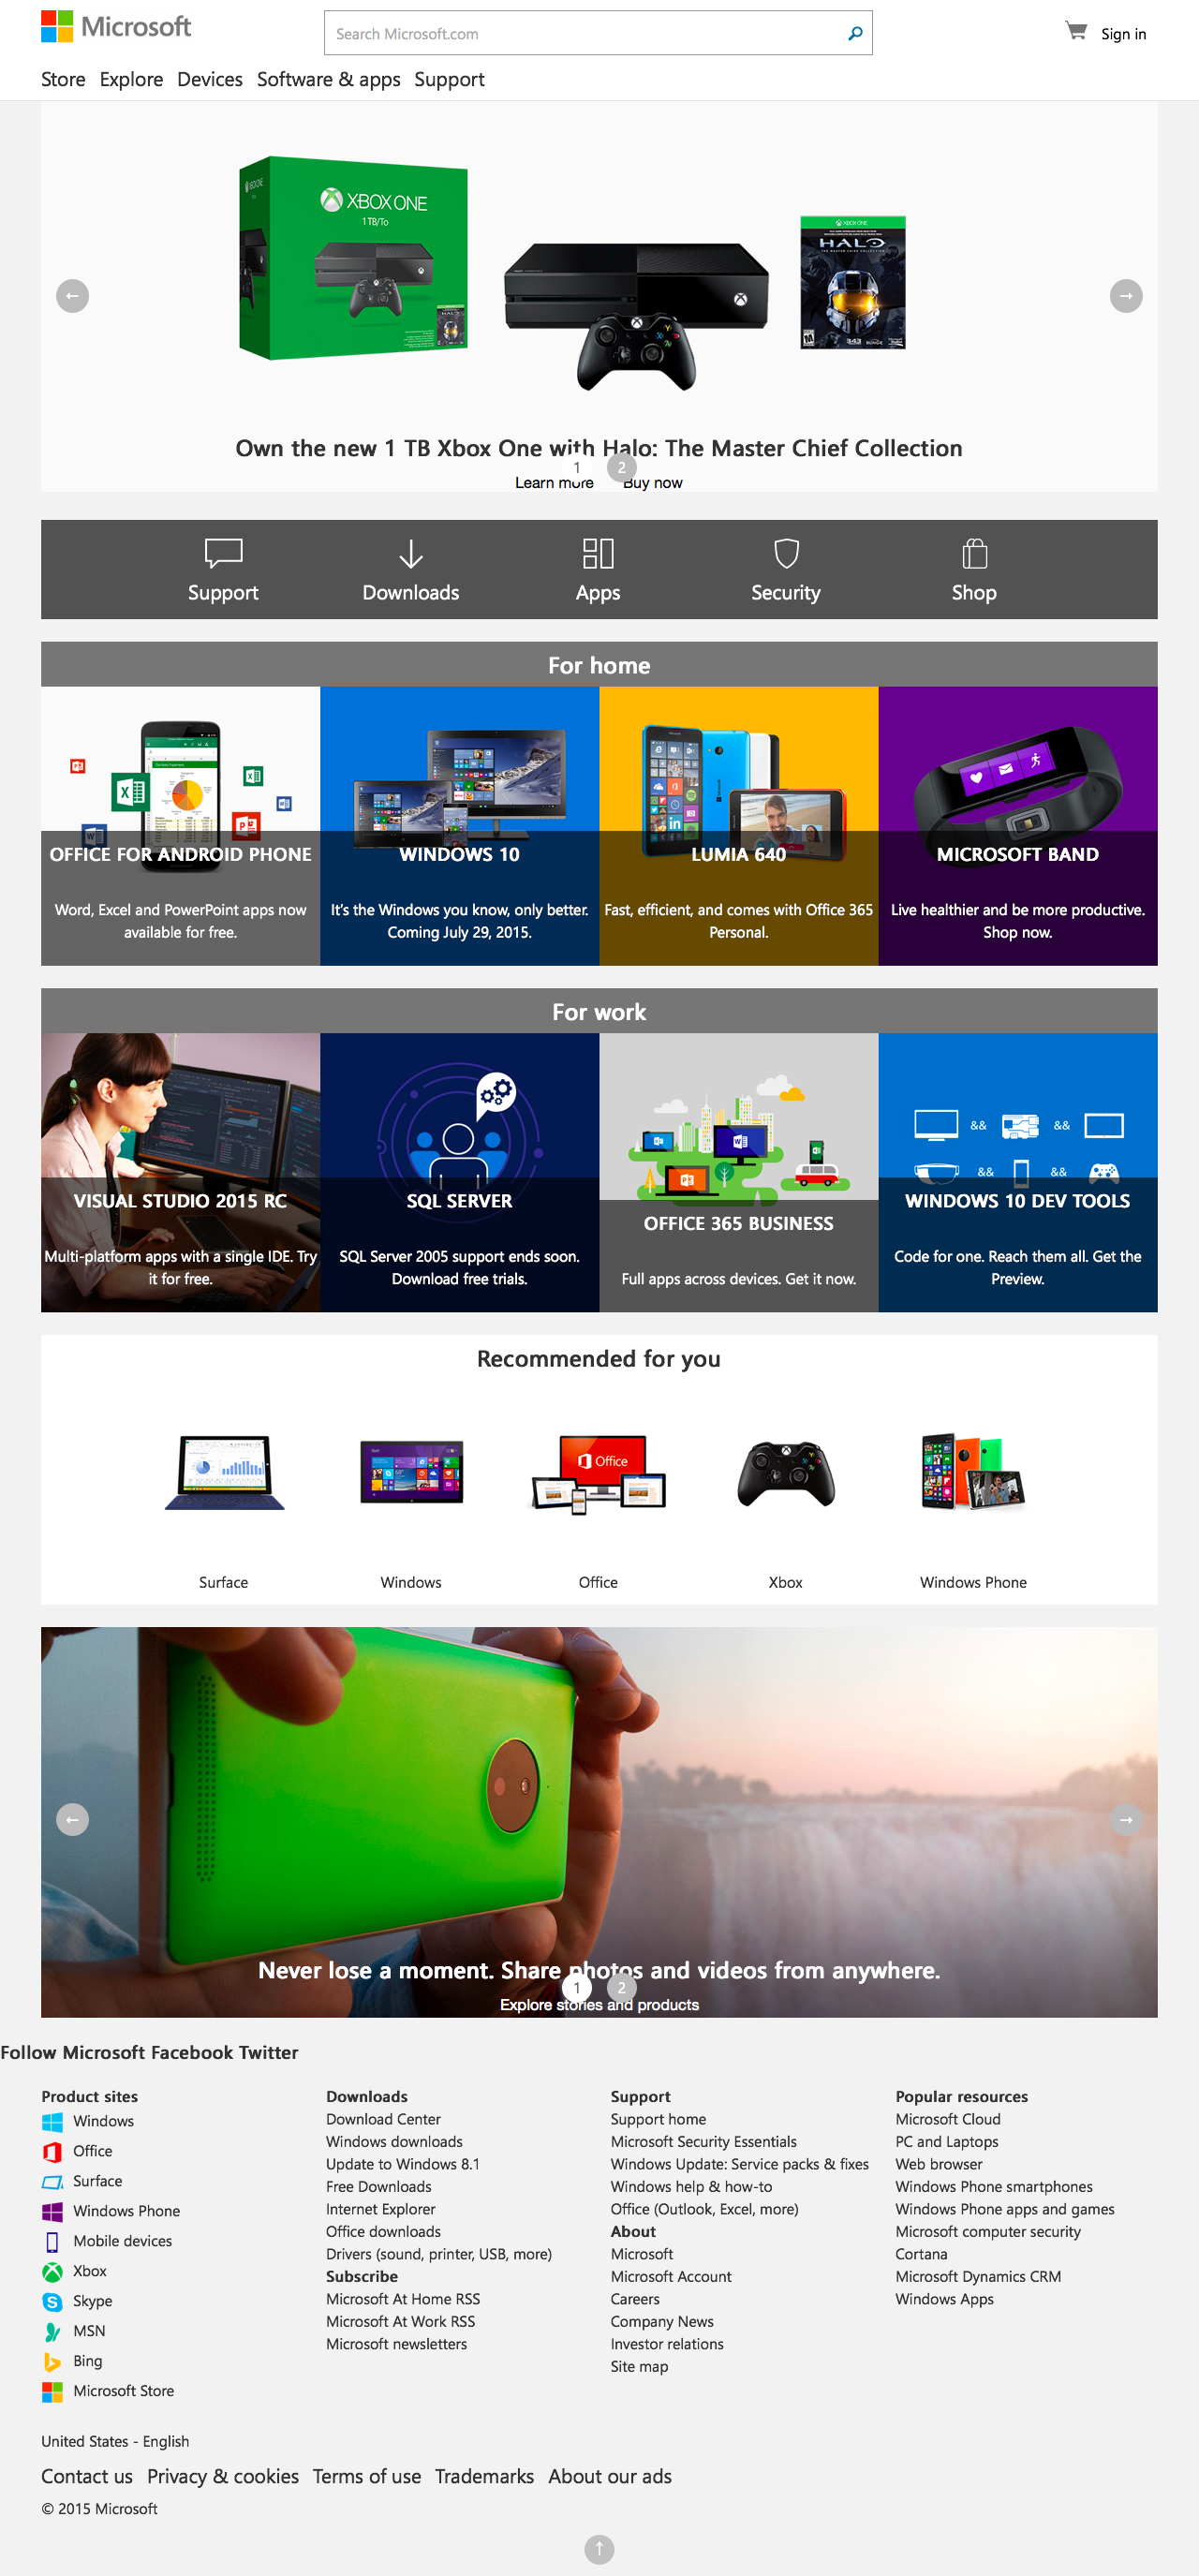 Microsoft
Search Microsoft.com
Sign in
Store Explore Devices Software & apps Support
XBOX ONE
1TB/To
XBOX ONE
HALO
THE MASTER CHIEF COLLECTION
343
←
→
Own the new 1 TB Xbox One with Halo: The Master Chief Collection
1 2
Learn more Buy now
Support Downloads Apps Security Shop
For home
OFFICE FOR ANDROID PHONE
Word, Excel and PowerPoint apps now
available for free.
WINDOWS 10
It's the Windows you know, only better.
Coming July 29, 2015.
LUMIA 640
Fast, efficient, and comes with Office 365
Personal.
MICROSOFT BAND
Live healthier and be more productive.
Shop now.
For work
VISUAL STUDIO 2015 RC
Multi-platform apps with a single IDE. Try
it for free.
SQL SERVER
SQL Server 2005 support ends soon.
Download free trials.
OFFICE 365 BUSINESS
Full apps across devices. Get it now.
&& &&
&& &&
WINDOWS 10 DEV TOOLS
Code for one. Reach them all. Get the
Preview.
Recommended for you
Office
Surface Windows Office Xbox Windows Phone
←
→
Never lose a moment. Share photos and videos from anywhere.
1 2
Explore stories and products
Follow Microsoft Facebook Twitter
Product sites
Windows
Office
Surface
Windows Phone
Mobile devices
Xbox
Skype
MSN
Bing
Microsoft Store
Downloads
Download Center
Windows downloads
Update to Windows 8.1
Free Downloads
Internet Explorer
Office downloads
Drivers (sound, printer, USB, more)
Subscribe
Microsoft At Home RSS
Microsoft At Work RSS
Microsoft newsletters
Support
Support home
Microsoft Security Essentials
Windows Update: Service packs & fixes
Windows help & how-to
Office (Outlook, Excel, more)
About
Microsoft
Microsoft Account
Careers
Company News
Investor relations
Site map
Popular resources
Microsoft Cloud
PC and Laptops
Web browser
Windows Phone smartphones
Windows Phone apps and games
Microsoft computer security
Cortana
Microsoft Dynamics CRM
Windows Apps
United States - English
Contact us Privacy & cookies Terms of use Trademarks About our ads
© 2015 Microsoft
↑